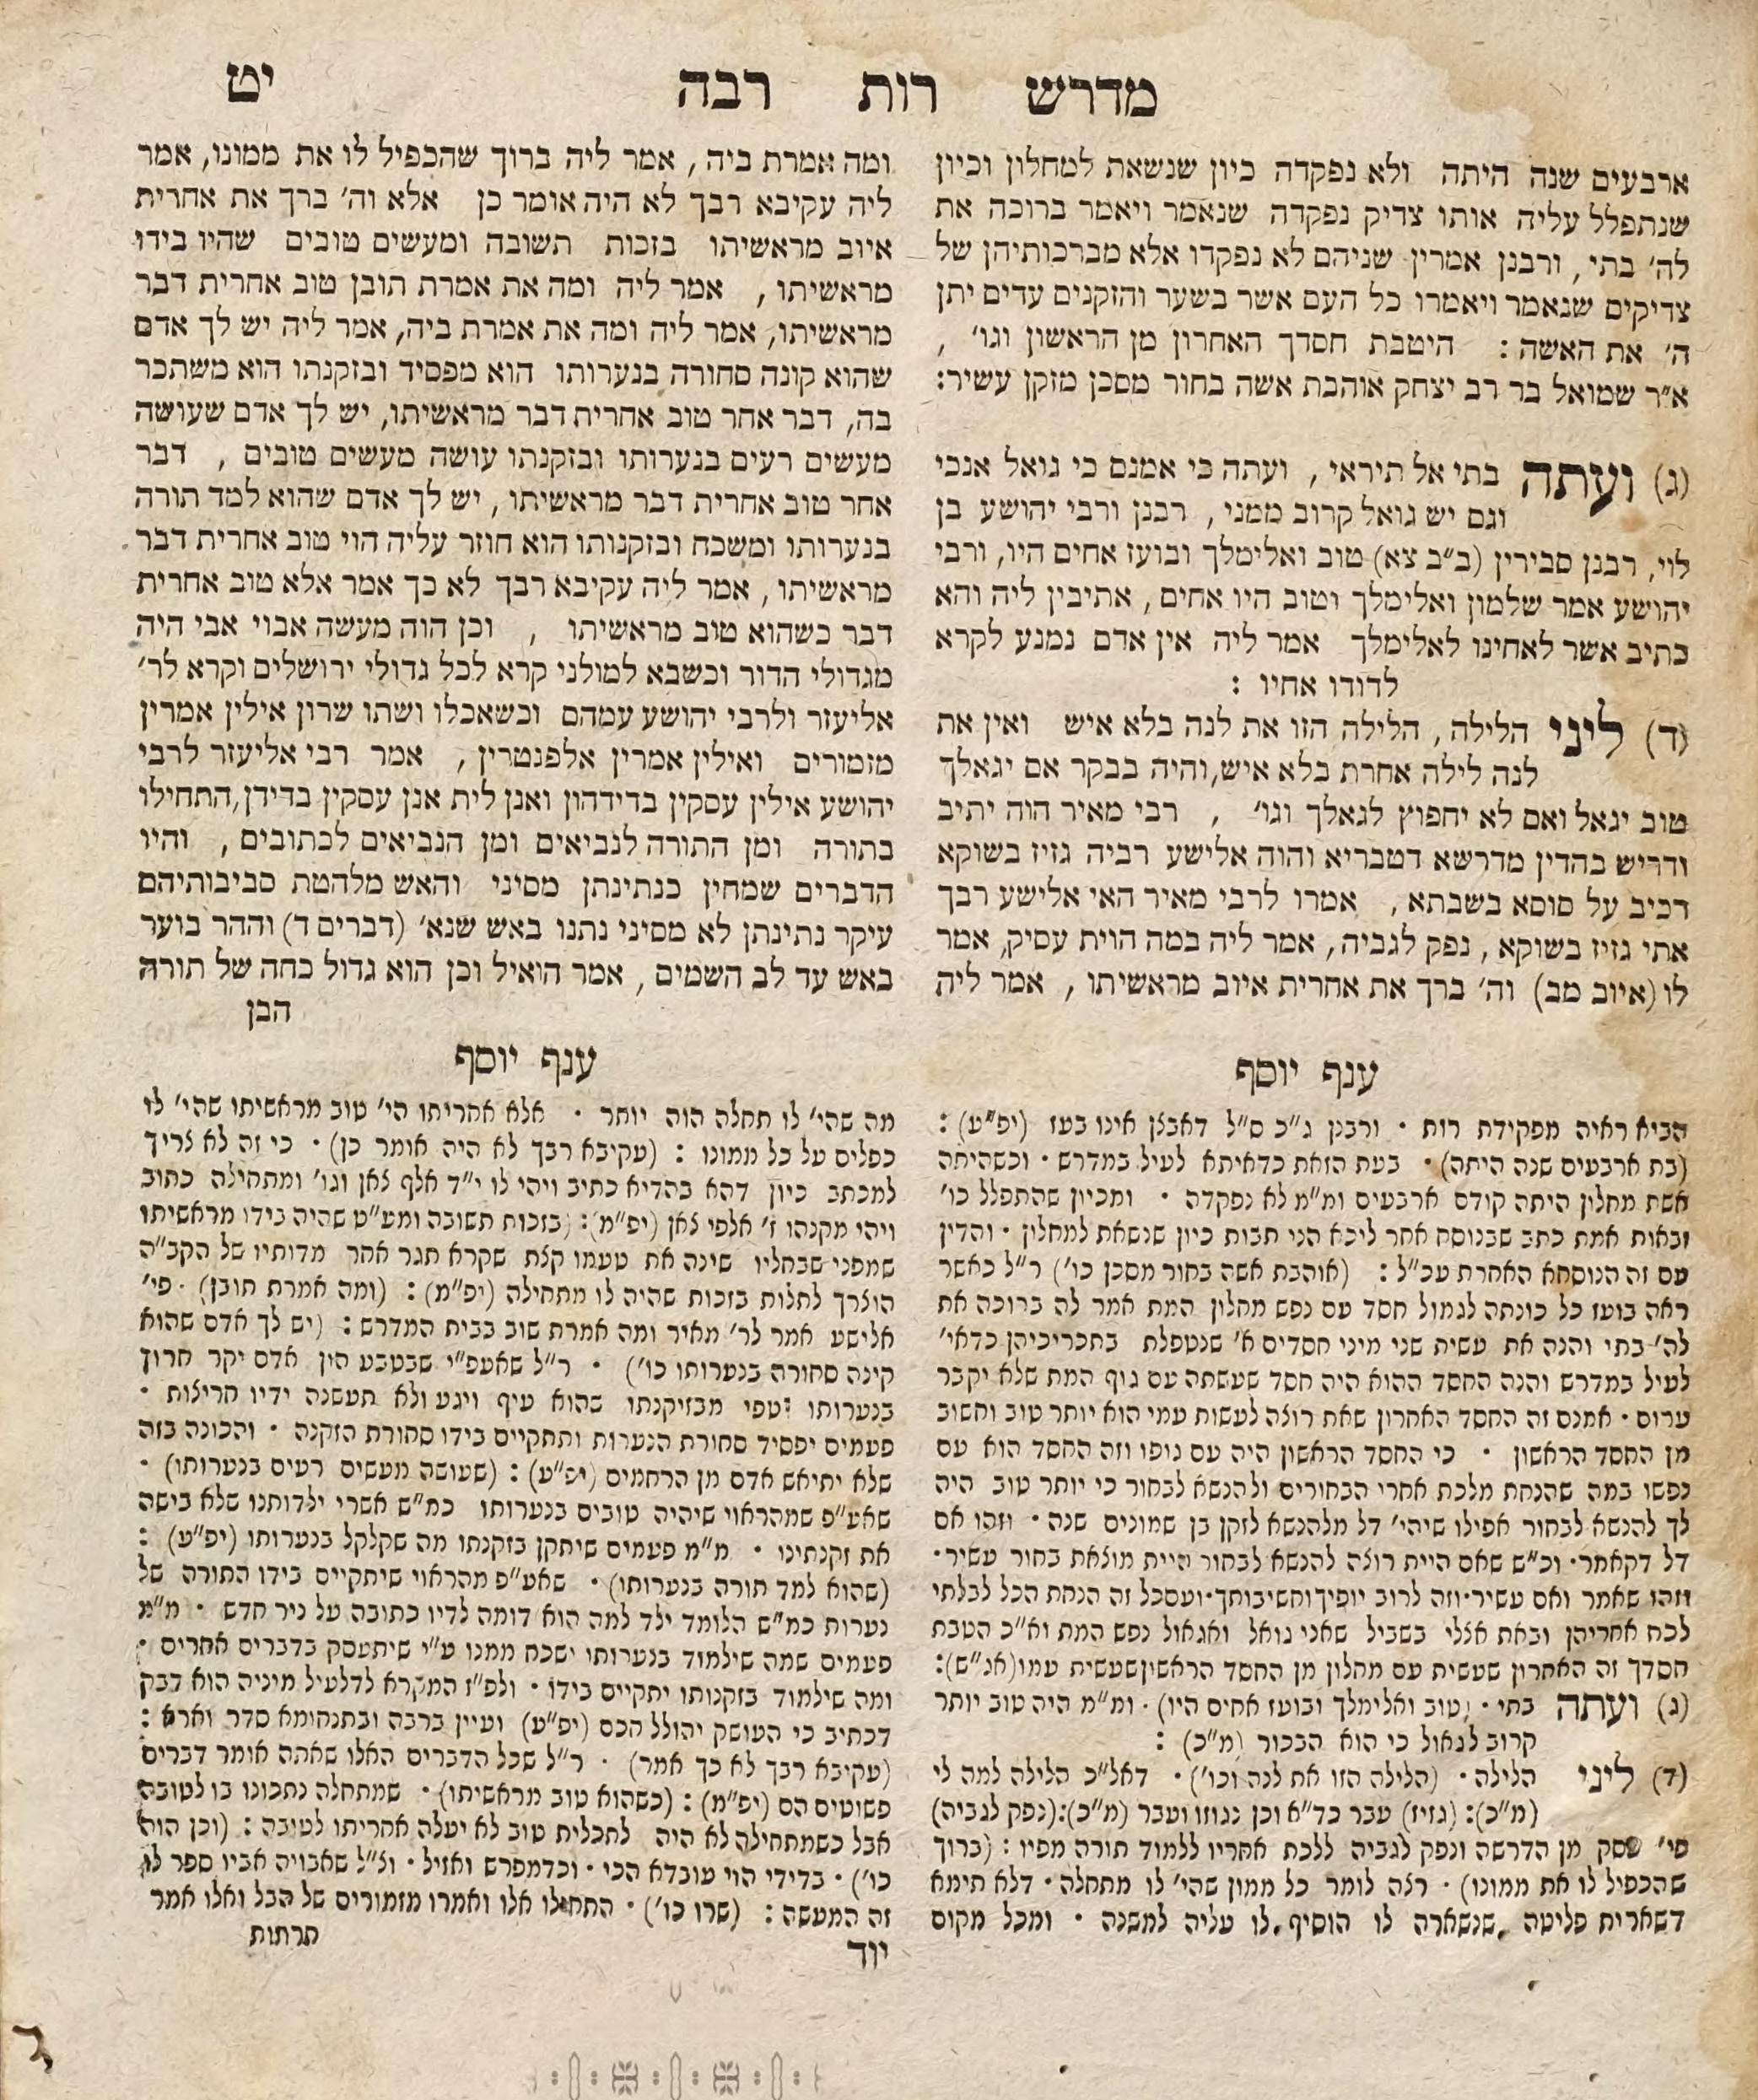 מדרש רות רבה יט
ארבעים שנה היתה ולא נפקדה כיון שנשאת למחלון וכיון
שנתפלל עליה אותו צדיק נפקדה שנאמר ויאמר ברוכה את
לה׳ בתי, ורבנן אמרין שניהם לא נפקדו אלא מברכותיהן של
צדיקים שנאמר ויאמרו כל העם אשר בשער והזקנים עדים יתן
ה׳ את האשה : היטבת חסדך האחרון מן הראשון וגו׳ ,
א״ר שמואל בר רב יצחק אוהבת אשה בחור מסכן מזקן עשיר:
(ג) ועתה בתי אל תיראי, ועתה כי אמנם כי גואל אנכי
וגם יש גואל קרוב ממני, רבנן ורבי יהושע בן
לוי, רבנן סבירין (ב״ב צא) טוב ואלימלך ובועז אחים היו, ורבי
יהושע אמר שלמון ואלימלך וטוב היו אחים, אתיבין ליה והא
כתיב אשר לאחינו לאלימלך אמר ליה אין אדם נמנע לקרא
לדודו אחיו :
(ד) ליני הלילה, הלילה הזו את לנה בלא איש ואין את
לנה לילה אחרת בלא איש, והיה בבקר אם יגאלך
טוב יגאל ואם לא יחפוץ לגאלך וגו׳ , רבי מאיר הוה יתיב
ודריש בהדין מדרשא דטבריא והוה אלישע רביה גזיז בשוקא
רכיב על סוסא בשבתא, אמרו לרבי מאיר האי אלישע רבך
אתי גזיז בשוקא, נפק לגביה, אמר ליה במה הוית עסיק, אמר
לו (איוב מב) וה׳ ברך את אחרית איוב מראשיתו, אמר ליה
ומה אמרת ביה, אמר ליה ברוך שהכפיל לו את ממונו, אמר
ליה עקיבא רבך לא היה אומר כן אלא וה׳ ברך את אחרית
איוב מראשיתו בזכות תשובה ומעשים טובים שהיו בידו
מראשיתו, אמר ליה ומה את אמרת תובן טוב אחרית דבר
מראשיתו, אמר ליה ומה את אמרת ביה, אמר ליה יש לך אדם
שהוא קונה סחורה בנערותו הוא מפסיד ובזקנתו הוא משתכר
בה, דבר אחר טוב אחרית דבר מראשיתו, יש לך אדם שעושה
מעשים רעים בנערותו ובזקנתו עושה מעשים טובים, דבר
אחר טוב אחרית דבר מראשיתו, יש לך אדם שהוא למד תורה
בנערותו ומשכח ובזקנותו הוא חוזר עליה הוי טוב אחרית דבר
מראשיתו, אמר ליה עקיבא רבך לא כך אמר אלא טוב אחרית
דבר כשהוא טוב מראשיתו , וכן הוה מעשה אבוי אבי היה
מגדולי הדור וכשבא למולני קרא לכל גדולי ירושלים וקרא לר׳
אליעזר ולרבי יהושע עמהם וכשאכלו ושתו שרון אילין אמרין
מזמורים ואילין אמרין אלפנטרין, אמר רבי אליעזר לרבי
יהושע אילין עסקין בדידהון ואנן לית אנן עסקין בדידן, התחילו
בתורה ומן התורה לנביאים ומן הנביאים לכתובים, והיו
הדברים שמחין כנתינתן מסיני והאש מלהטת סביבותיהם
עיקר נתינתן לא מסיני נתנו באש שנא׳ (דברים ד) וההר בוער
באש עד לב השמים, אמר הואיל וכן הוא גדול כחה של תורה
הבן
ענף יוסף
הביא ראיה מפקידת רות · ורבנן ג״כ ס״ל דאבצן אינו בעז (יפ״ע) :
(בת ארבעים שנה היתה) · בעת הזאת כדאיתא לעיל במדרש · וכשהיתה
אשת מחלון היתה קודם ארבעים ומ״מ לא נפקדה · ומכיון שהתפלל כו׳
ובאות אמת כתב שבנוסח אחר ליכא הני תבות כיון שנשאת למחלון · והדין
עם זה הנוסחא האחרת עכ״ל : (אוהבת אשה בחור מסכן כו׳) ר״ל כאשר
ראה בועז כל כונתה לגמול חסד עם נפש מחלון המת אמר לה ברוכה את
לה׳ בתי והנה את עשית שני מיני חסדים א׳ שנטפלת בתכריכיהן כדאי׳
לעיל במדרש והנה החסד ההוא היה חסד שעשתה עם גוף המת שלא יקבר
ערום · אמנם זה החסד האחרון שאת רוצה לעשות עמי הוא יותר טוב וחשוב
מן החסד הראשון · כי החסד הראשון היה עם גופו וזה החסד הוא עם
נפשו במה שהנחת מלכת אחרי הבחורים ולהנשא לבחור כי יותר טוב היה
לך להנשא לבחור אפילו שיהי׳ דל מלהנשא לזקן בן שמונים שנה · וזהו אם
דל דקאמר · וכ״ש שאם היית רוצה להנשא לבחור היית מוצאת בחור עשיר ·
וזהו שאמר ואם עשיר · וזה לרוב יופיך וחשיבותך · ועם כל זה הנחת הכל לבלתי
לכת אחריהן ובאת אצלי בשביל שאני גואל ואגאול נפש המת וא״כ הטבת
חסדך זה האחרון שעשית עם מחלון מן החסד הראשון שעשית עמו (אנ״ש):
(ג) ועתה בתי · (טוב ואלימלך ובועז אחים היו) · ומ״מ היה טוב יותר
קרוב לגאול כי הוא הבכור (מ״כ) :
(ד) ליני הלילה · (הלילה הזו את לנה וכו׳) · דאל״כ הלילה למה לי
(מ״כ): (גזיז) עבר כד״א וכן נגוזו ועבר (מ״כ): (נפק לגביה)
פי׳ פסק מן הדרשה ונפק לגביה ללכת אחריו ללמוד תורה מפיו : (ברוך
שהכפיל לו את ממונו) · רצה לומר כל ממון שהי׳ לו מתחלה · דלא תימא
דשארית פליטה שנשארה לו הוסיף לו עליה למשנה · ומכל מקום
ענף יוסף
מה שהי׳ לו תחלה הוה יותר · אלא אחריתו הי׳ טוב מראשיתו שהי׳ לו
כפלים על כל ממונו : (עקיבא רבך לא היה אומר כן) · כי זה לא צריך
למכתב כיון דהא בהדיא כתיב ויהי לו י״ד אלף צאן וגו׳ ומתחילה כתוב
ויהי מקנהו ז׳ אלפי צאן (יפ״מ): (בזכות תשובה ומע״ט שהיה בידו מראשיתו
שמפני שבחליו שינה את טעמו קצת שקרא תגר אחר מדותיו של הקב״ה
הוצרך לתלות בזכות שהיה לו מתחילה (יפ״מ) : (ומה אמרת תובן) · פי׳
אלישע אמר לר׳ מאיר ומה אמרת שוב בבית המדרש : (יש לך אדם שהוא
קינה סחורה בנערותו כו׳) · ר״ל שאעפ״י שבטבע הין אדם יקר חרוץ
בנערותו טפי מבזיקנתו שהוא עיף ויגע ולא תעשנה ידיו חריצות ·
פעמים יפסיד סחורת הנערות ותתקיים בידו סחורת הזקנה · והכונה בזה
שלא יתיאש אדם מן הרחמים (יפ״ע) : (שעושה מעשים רעים בנערותו) ·
שאע״פ שמהראוי שיהיה טובים בנערותו כמ״ש אשרי ילדותנו שלא בישה
את זקנתינו · מ״מ פעמים שיתקן בזקנתו מה שקלקל בנערותו (יפ״ע) :
(שהוא למד תורה בנערותו) · שאע״פ מהראוי שיתקיים בידו התורה של
נערות כמ״ש הלומד ילד למה הוא דומה לדיו כתובה על ניר חדש · מ״מ
פעמים שמה שילמוד בנערותו ישכח ממנו ע״י שיתעסק בדברים אחרים ·
ומה שילמוד בזקנותו יתקיים בידו · ולפ״ז המקרא לדלעיל מיניה הוא דבק
דכתיב כי העושק יהולל חכם (יפ״ע) ועיין ברבה ובתנחומא סדר וארא :
(עקיבא רבך לא כך אמר) · ר״ל שכל הדברים האלו שאתה אומר דברים
פשוטים הם (יפ״מ) : (כשהוא טוב מראשיתו) · שמתחלה נתכונו בו לטובה
אבל כשמתחילה לא היה לתכלית טוב לא יעלה אחריתו לטובה : (וכן הוה
כו׳) · בדידי הוי עובדא הכי · וכדמפרש ואזיל · וצ״ל שאבויה אביו ספר לו
זה המעשה : (שרו כו׳) · התחילו אלו ואמרו מזמורים של הבל ואלו אמר
תרתות
יוד